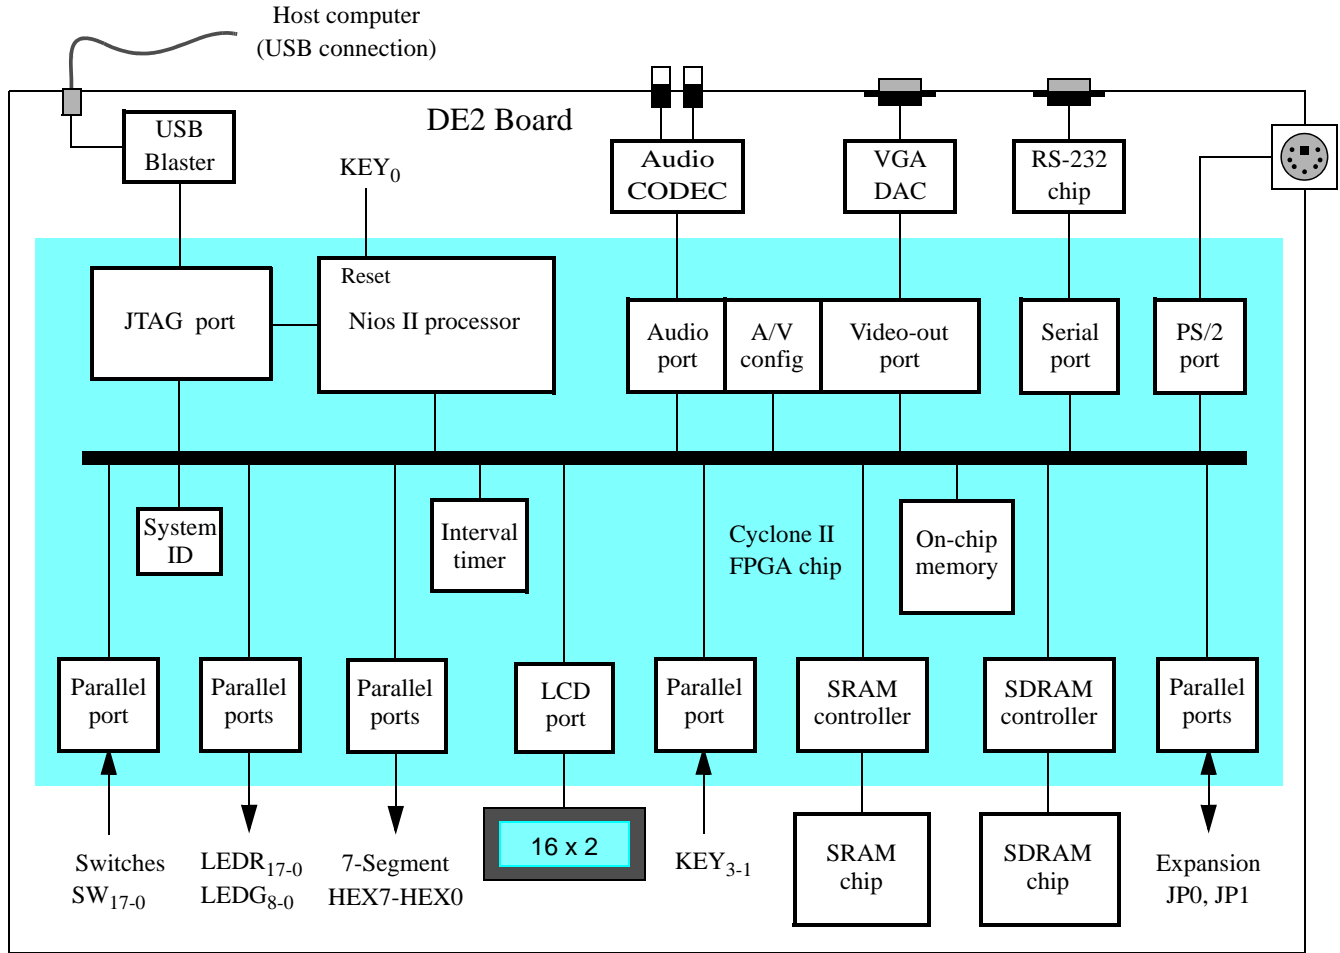 Host computer
(USB connection)
DE2 Board
USB
Blaster
KEY0
Audio
CODEC
VGA
DAC
RS-232
chip
JTAG port
Reset
Nios II processor
Audio
port
A/V
config
Video-out
port
Serial
port
PS/2
port
System
ID
Interval
timer
Cyclone II
FPGA chip
On-chip
memory
Parallel
port
Parallel
ports
Parallel
ports
LCD
port
Parallel
port
SRAM
controller
SDRAM
controller
Parallel
ports
Switches
SW17-0
LEDR17-0
LEDG8-0
7-Segment
HEX7-HEX0
16 x 2
KEY3-1
SRAM
chip
SDRAM
chip
Expansion
JP0, JP1